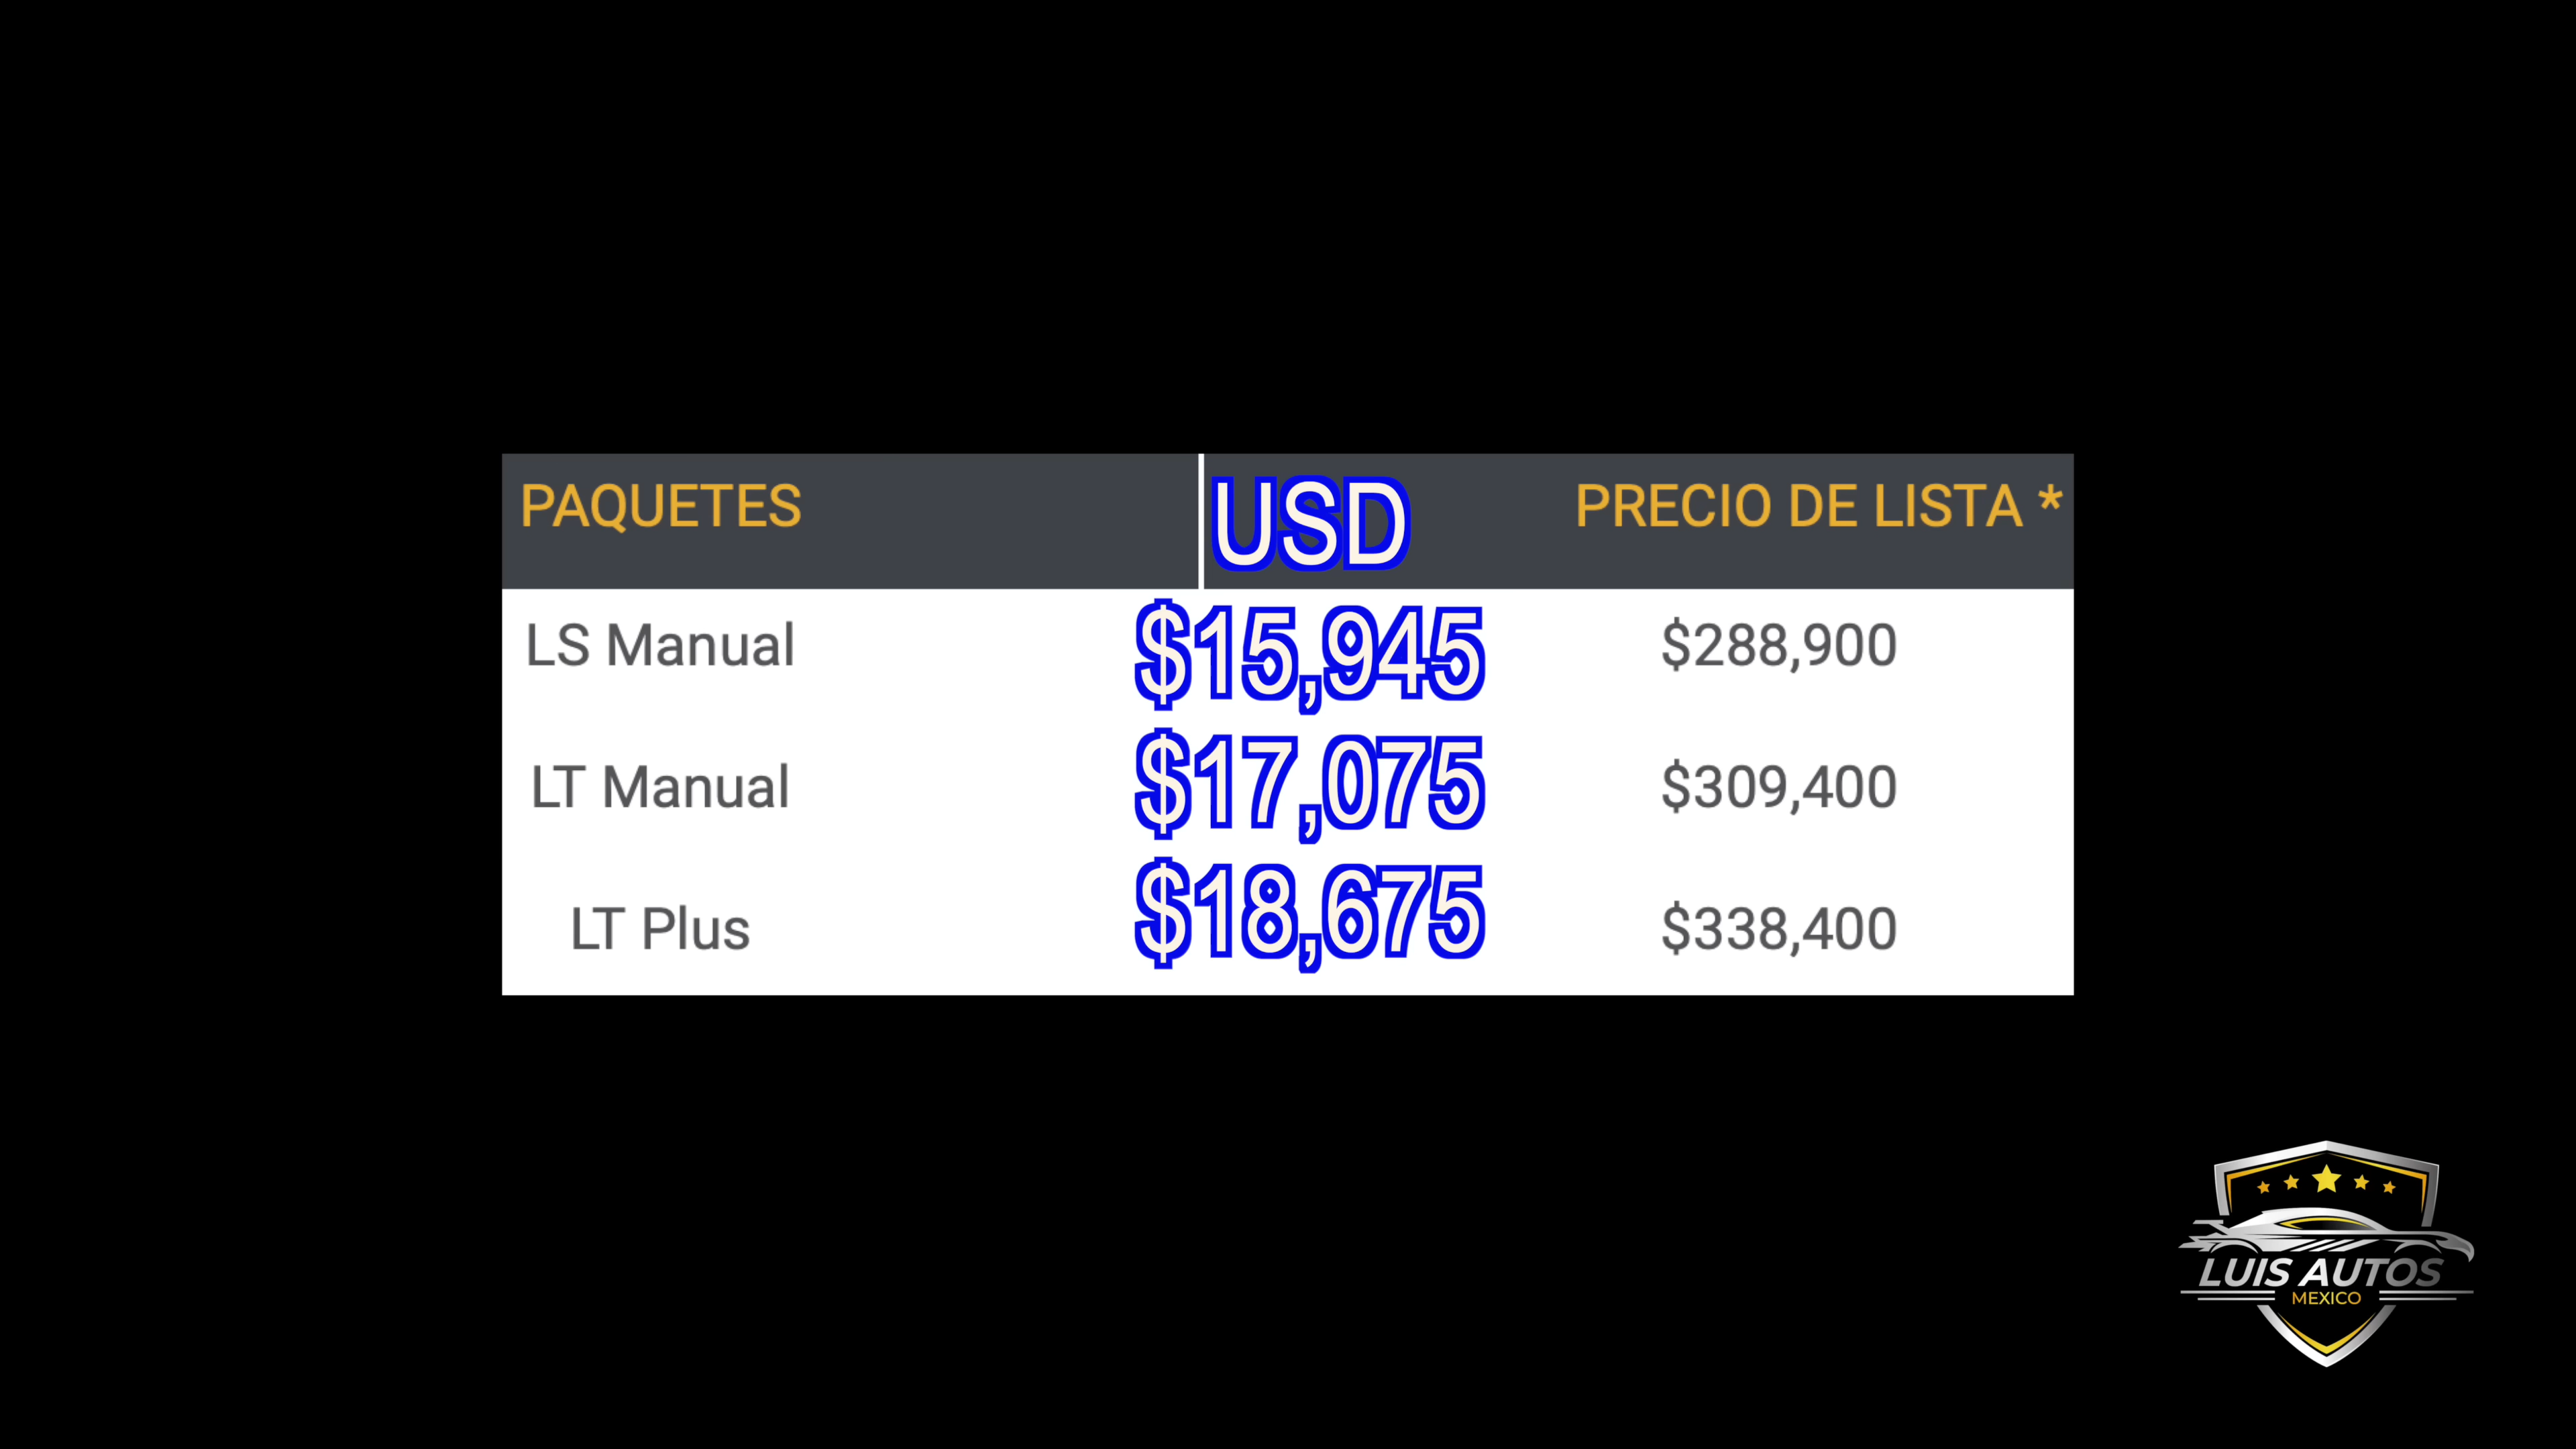 PAQUETES USD PRECIO DE LISTA *
LS Manual $15,945 $288,900
LT Manual $17,075 $309,400
LT Plus $18,675 $338,400
LUIS AUTOS
MEXICO